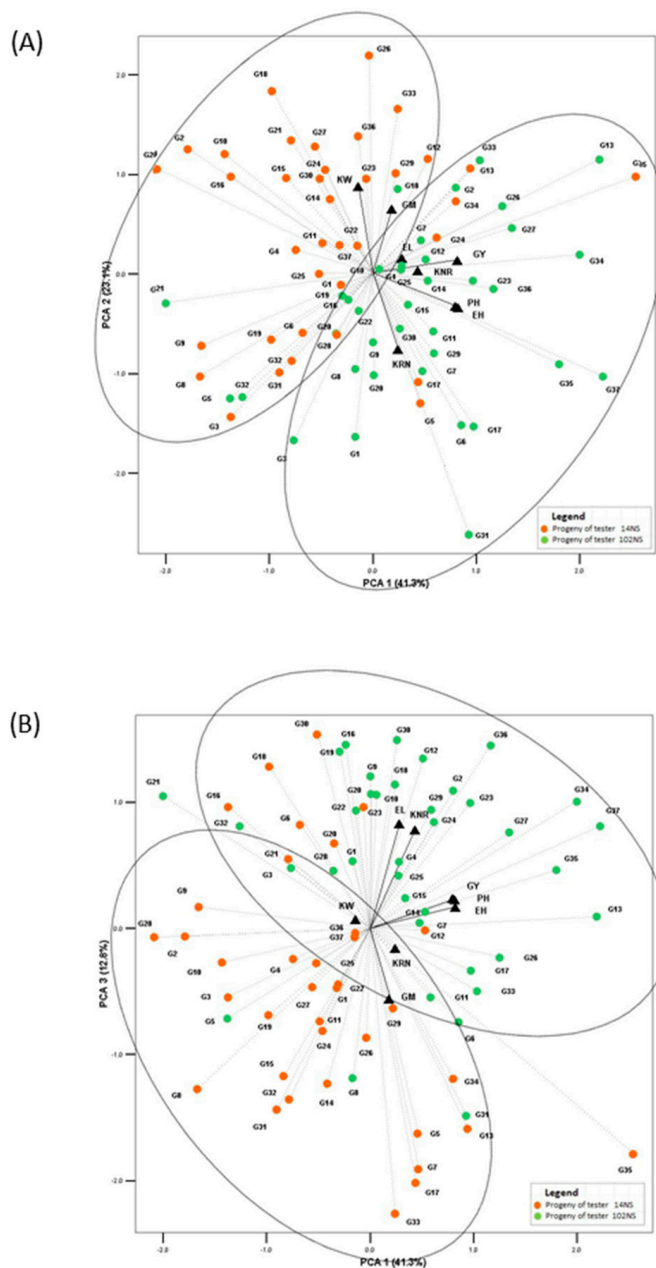 (A)
G26
2.0
G18
G33
G21
G27
G36
G2
G10
G12
G33
G13
G20
G24
G23
G29
G13
G15
G30
G18
G2
1.0
G16
KW
G14
GM
G34
G26
G7
G27
G11
G22
EL
G12
G24
GY
G4
G37
G34
PCA 2 (23.1%)
0.0
G25
G18
G4
KNR
G23
G1
G25
G14
G36
G21
G19
G16
PH
EH
G15
G19
G6
G20
G22
G30
G11
G9
G28
G9
KRN
G29
-1.0
G32
G8
G7
G8
G31
G20
G17
G35
G37
G5
G32
G3
G5
G6
G17
G3
G1
-2.0
G31
Legend
Progeny of tester 14NS
Progeny of tester 102NS
-2.0
-1.0
0.0
1.0
2.0
PCA 1 (41.3%)
(B)
G30
G16
G30
G36
G19
G12
G18
G9
G18
G2
G21
G34
G16
G20
G18
G29
G23
1.0
G22
G23
EL
KNR
G37
G32
G6
G20
G24
G27
G21
G1
G4
G35
G3
G28
G25
G9
G15
GY
PH
KW
G14
EH
G13
PCA 3 (12.8%)
0.0
G20
G36
G7
G2
G37
G12
G26
G10
G4
G25
KRN
G17
G3
G22
G33
G27
G1
GM
G11
G5
G19
G11
G29
G6
G24
G26
-1.0
G15
G34
G8
G32
G14
G8
G31
G31
G5
G13
G35
G7
-2.0
G17
G33
Legend
Progeny of tester 14NS
Progeny of tester 102NS
-2.0
-1.0
0.0
1.0
2.0
PCA 1 (41.3%)